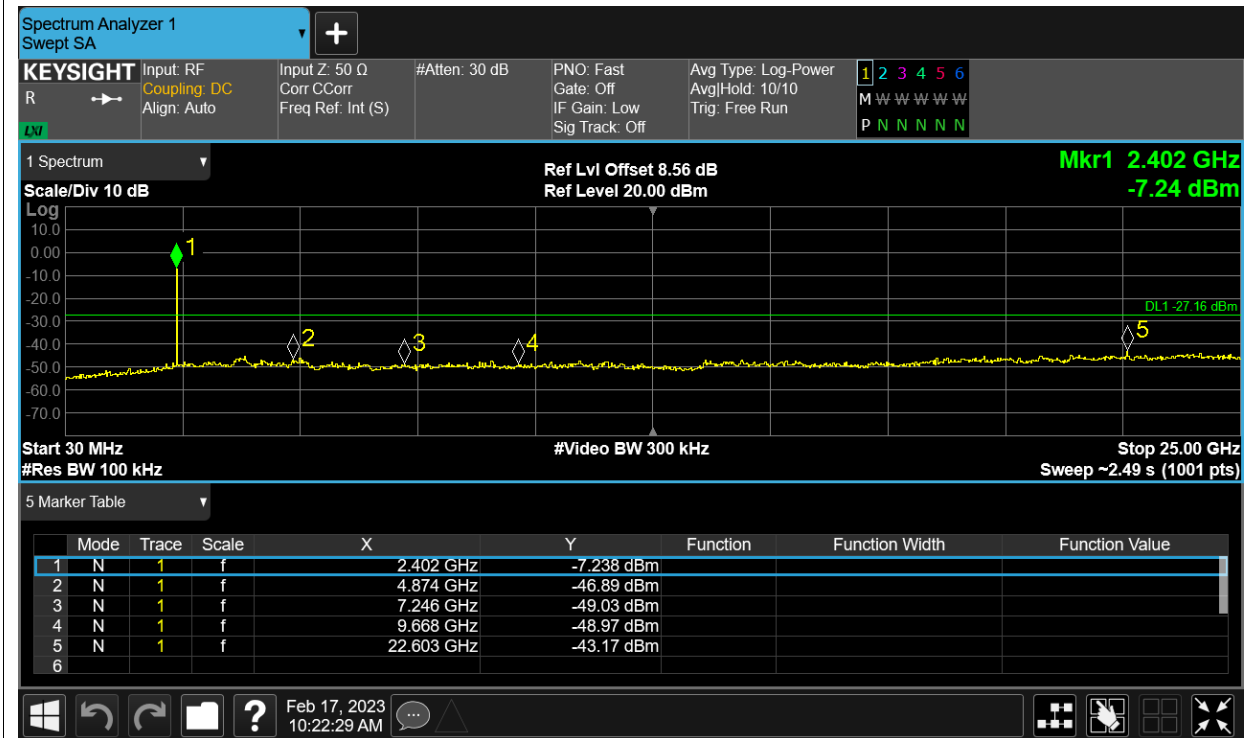 Spectrum Analyzer 1
Swept SA
KEYSIGHT
R
LXI
Input: RF
Coupling: DC
Align: Auto
Input Z: 50 Ω
Corr CCorr
Freq Ref: Int (S)
#Atten: 30 dB
PNO: Fast
Gate: Off
IF Gain: Low
Sig Track: Off
Avg Type: Log-Power
Avg|Hold: 10/10
Trig: Free Run
1 2 3 4 5 6
M W W W W W W
P N N N N N N
1 Spectrum
Scale/Div 10 dB
Ref Lvl Offset 8.56 dB
Ref Level 20.00 dBm
Mkr1 2.402 GHz
-7.24 dBm
Log
10.0
0.00
-10.0
-20.0
-30.0
-40.0
-50.0
-60.0
-70.0
1
2
3
4
5
DL1 -27.16 dBm
Start 30 MHz
#Res BW 100 kHz
#Video BW 300 kHz
Stop 25.00 GHz
Sweep ~2.49 s (1001 pts)
5 Marker Table
Mode Trace Scale X Y Function Function Width Function Value
1 N 1 f 2.402 GHz -7.238 dBm
2 N 1 f 4.874 GHz -46.89 dBm
3 N 1 f 7.246 GHz -49.03 dBm
4 N 1 f 9.668 GHz -48.97 dBm
5 N 1 f 22.603 GHz -43.17 dBm
6
?
Feb 17, 2023
10:22:29 AM